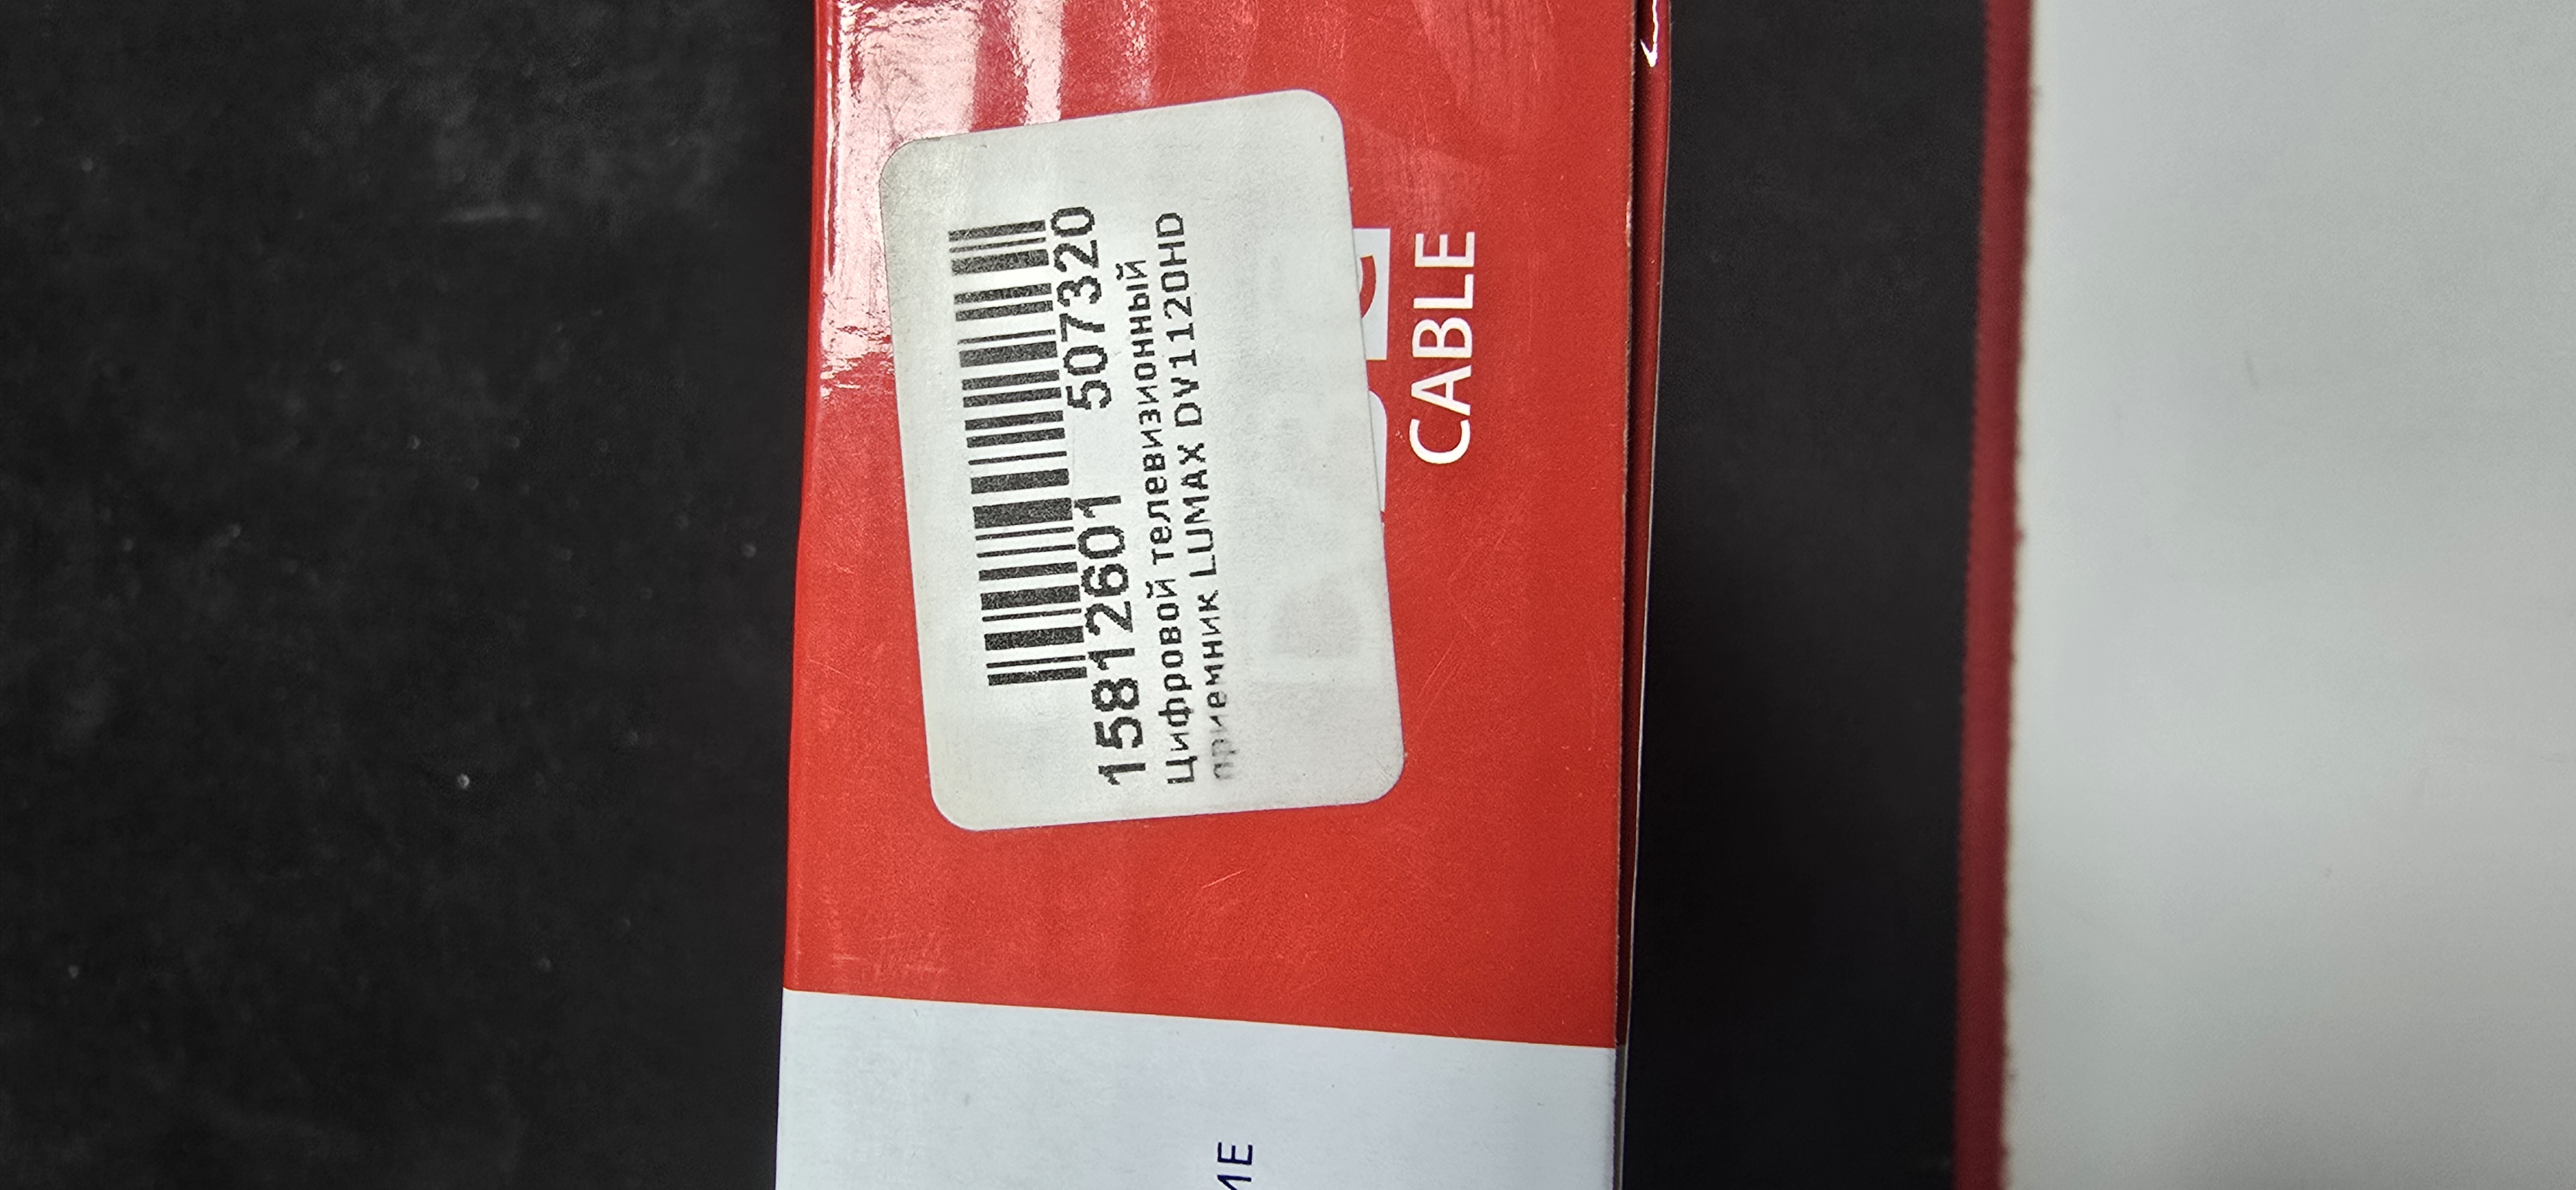 15812601 507320
Цифровой телевизионный
приемник LUMAX DV1120HD
CABLE